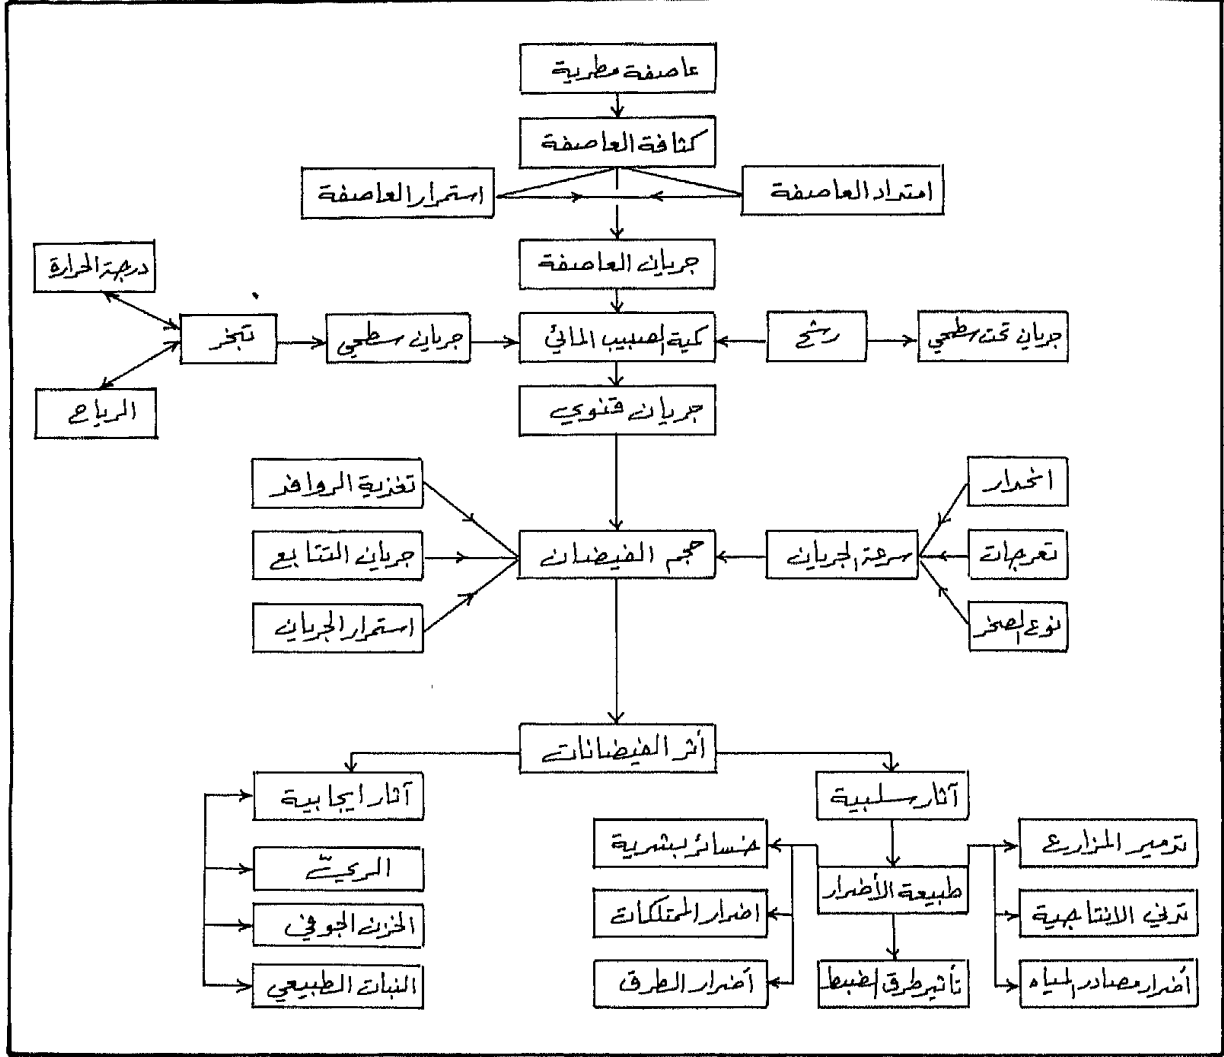 عاصفة مطرية
كثافة العاصفة
امتداد العاصفة
استمرار العاصفة
جريان العاصفة
درجة الحرارة
جريان تحت سطحي
رشح
كمية الصبيب المائي
جريان سطحي
تبخر
الرياح
جريان قنوي
انحدار
تغذية الروافد
تعرجات
سرعة الجريان
حجم الفيضان
جريان التتابع
نوع الصخر
استمرار الجريان
أثر الفيضانات
آثار سلبية
آثار ايجابية
تدمير المزارع
خسائر بشرية
الريّ
طبيعة الأضرار
تدني الانتاجية
اضرار الممتلكات
الخزن الجوفي
أضرار مصادر المياه
تأثير طرق الضبط
أضرار الطرق
النبات الطبيعي